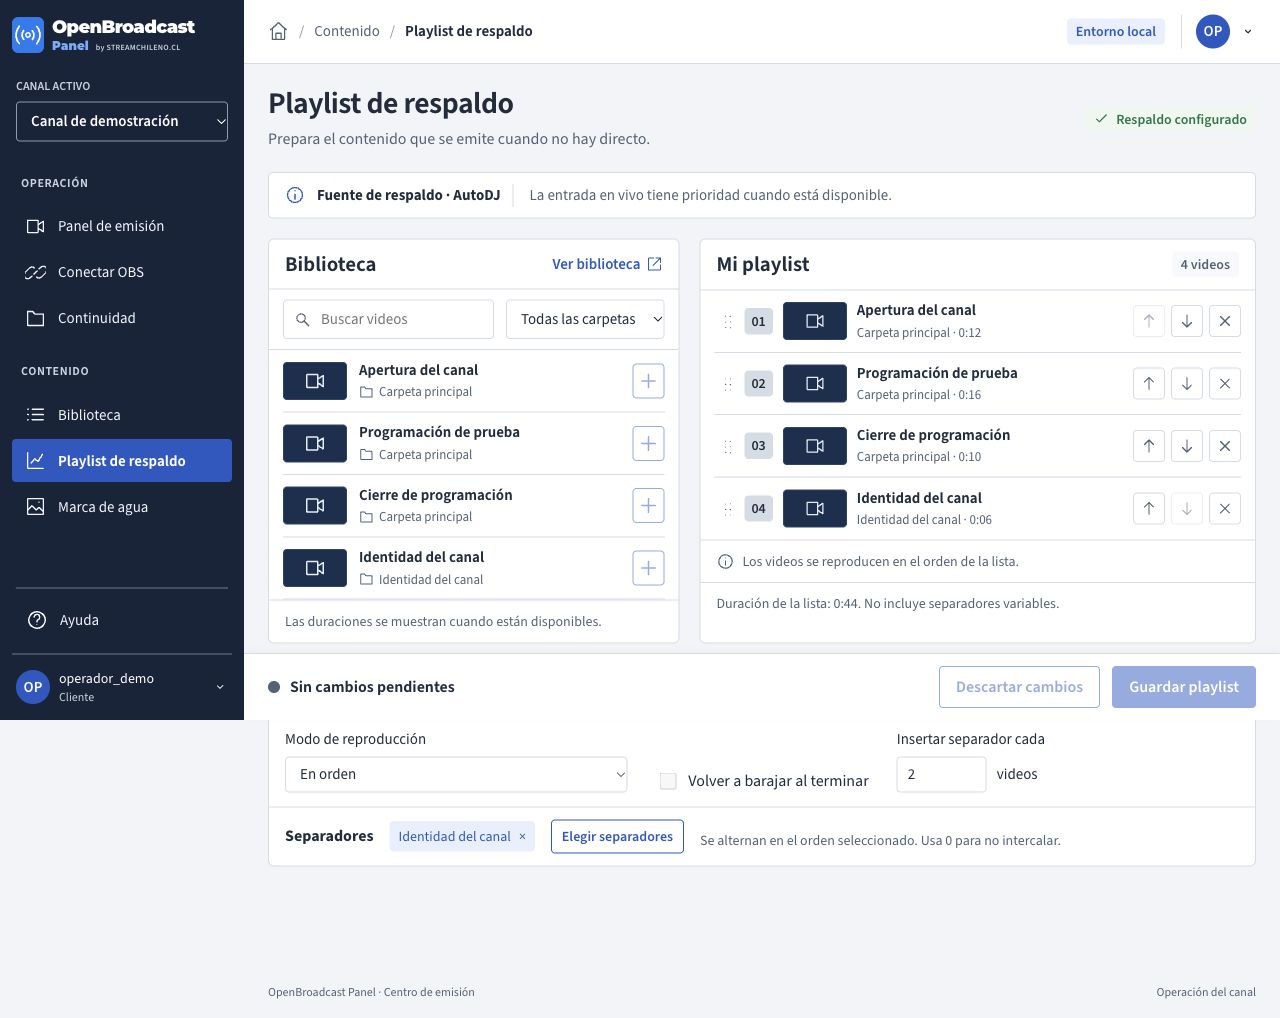 OpenBroadcast
Panel by STREAMCHILENO.CL
CANAL ACTIVO
Canal de demostración
OPERACIÓN
Panel de emisión
Conectar OBS
Continuidad
CONTENIDO
Biblioteca
Playlist de respaldo
Marca de agua
Ayuda
OP
operador_demo
Cliente
/ Contenido / Playlist de respaldo
Entorno local
OP
Playlist de respaldo
Prepara el contenido que se emite cuando no hay directo.
Respaldo configurado
Fuente de respaldo · AutoDJ
La entrada en vivo tiene prioridad cuando está disponible.
Biblioteca
Ver biblioteca
Buscar videos
Todas las carpetas
Apertura del canal
Carpeta principal
Programación de prueba
Carpeta principal
Cierre de programación
Carpeta principal
Identidad del canal
Identidad del canal
Las duraciones se muestran cuando están disponibles.
Mi playlist
4 videos
01
Apertura del canal
Carpeta principal · 0:12
02
Programación de prueba
Carpeta principal · 0:16
03
Cierre de programación
Carpeta principal · 0:10
04
Identidad del canal
Identidad del canal · 0:06
Los videos se reproducen en el orden de la lista.
Duración de la lista: 0:44. No incluye separadores variables.
Sin cambios pendientes
Descartar cambios
Guardar playlist
Modo de reproducción
En orden
Volver a barajar al terminar
Insertar separador cada
2 videos
Separadores
Identidad del canal ×
Elegir separadores
Se alternan en el orden seleccionado. Usa 0 para no intercalar.
OpenBroadcast Panel · Centro de emisión
Operación del canal